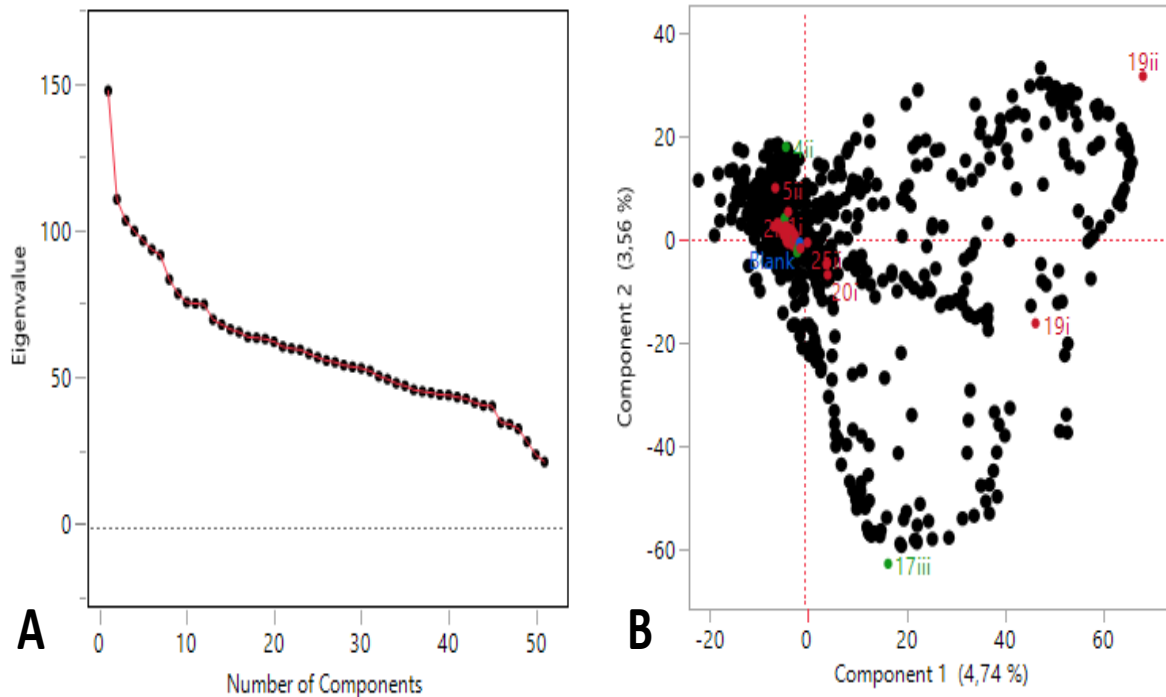 150
100
50
0
Eigenvalue
0
10
20
30
40
50
Number of Components
A
40
20
0
-20
-40
-60
Component 2 (3,56 %)
19ii
4ii
5ii
Blank
20i
19i
17iii
-20
0
20
40
60
Component 1 (4,74 %)
B